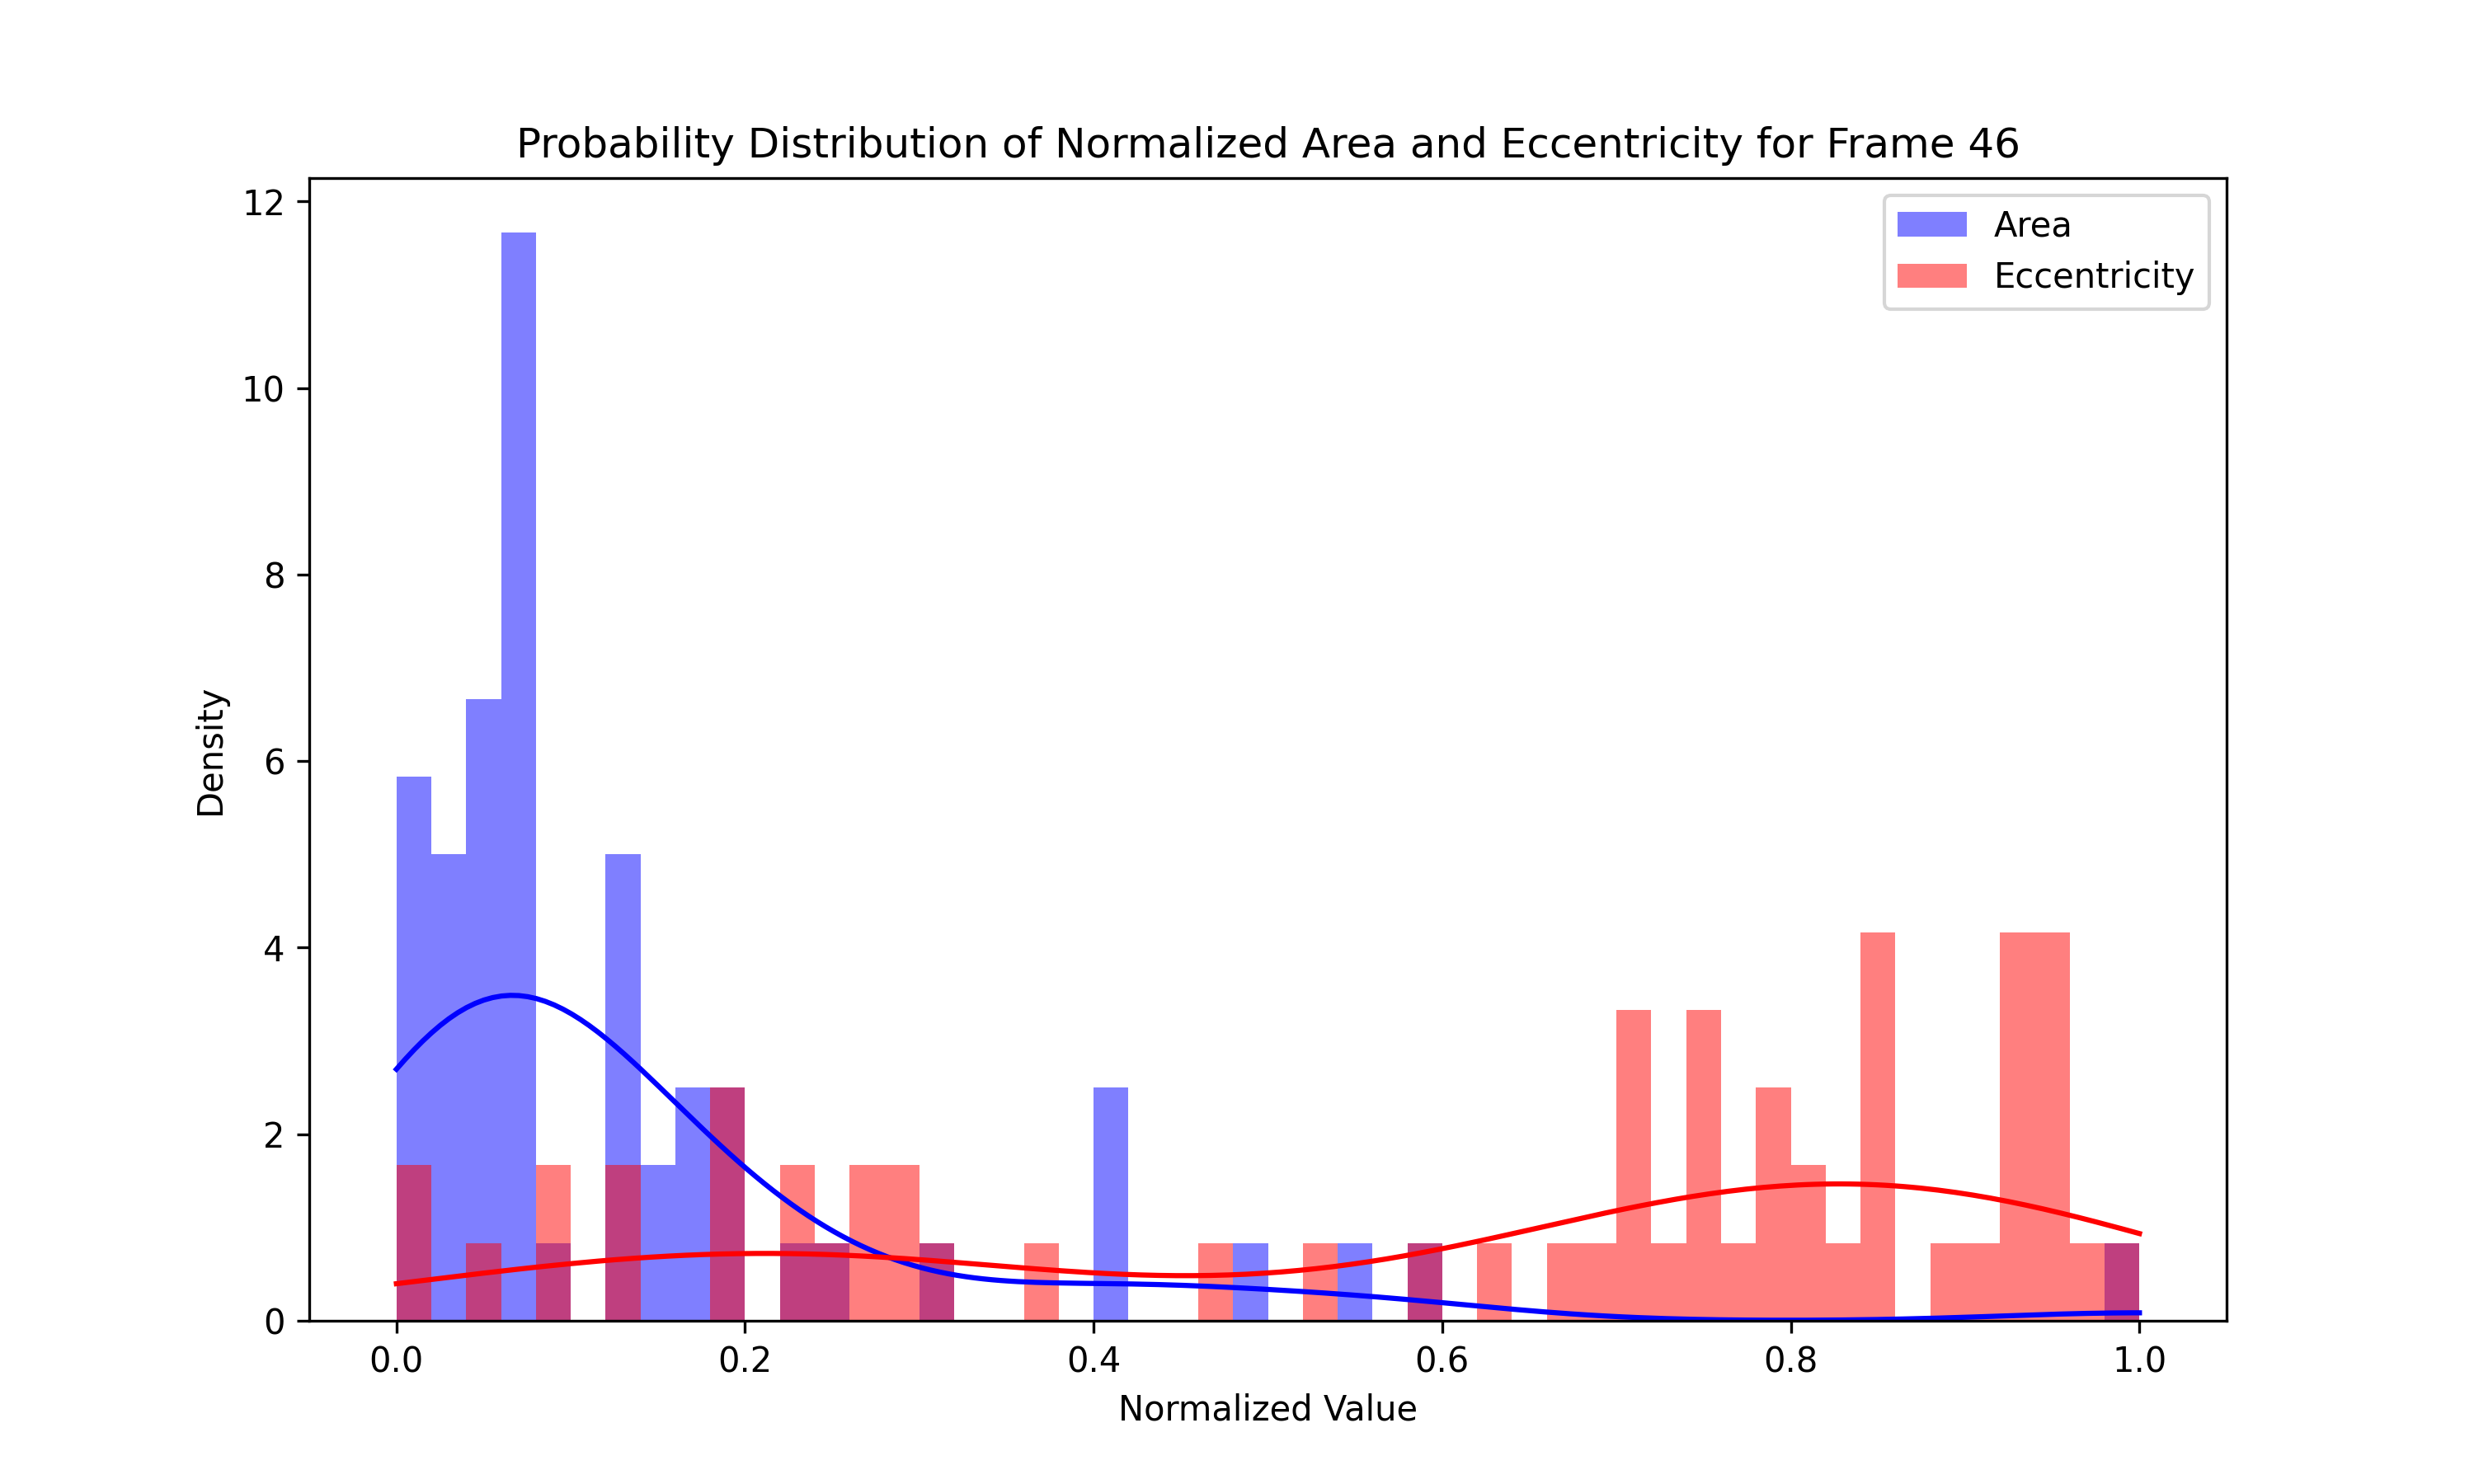 Probability Distribution of Normalized Area and Eccentricity for Frame 46
Area
Eccentricity
12
10
8
6
4
2
0
Density
0.0 0.2 0.4 0.6 0.8 1.0
Normalized Value